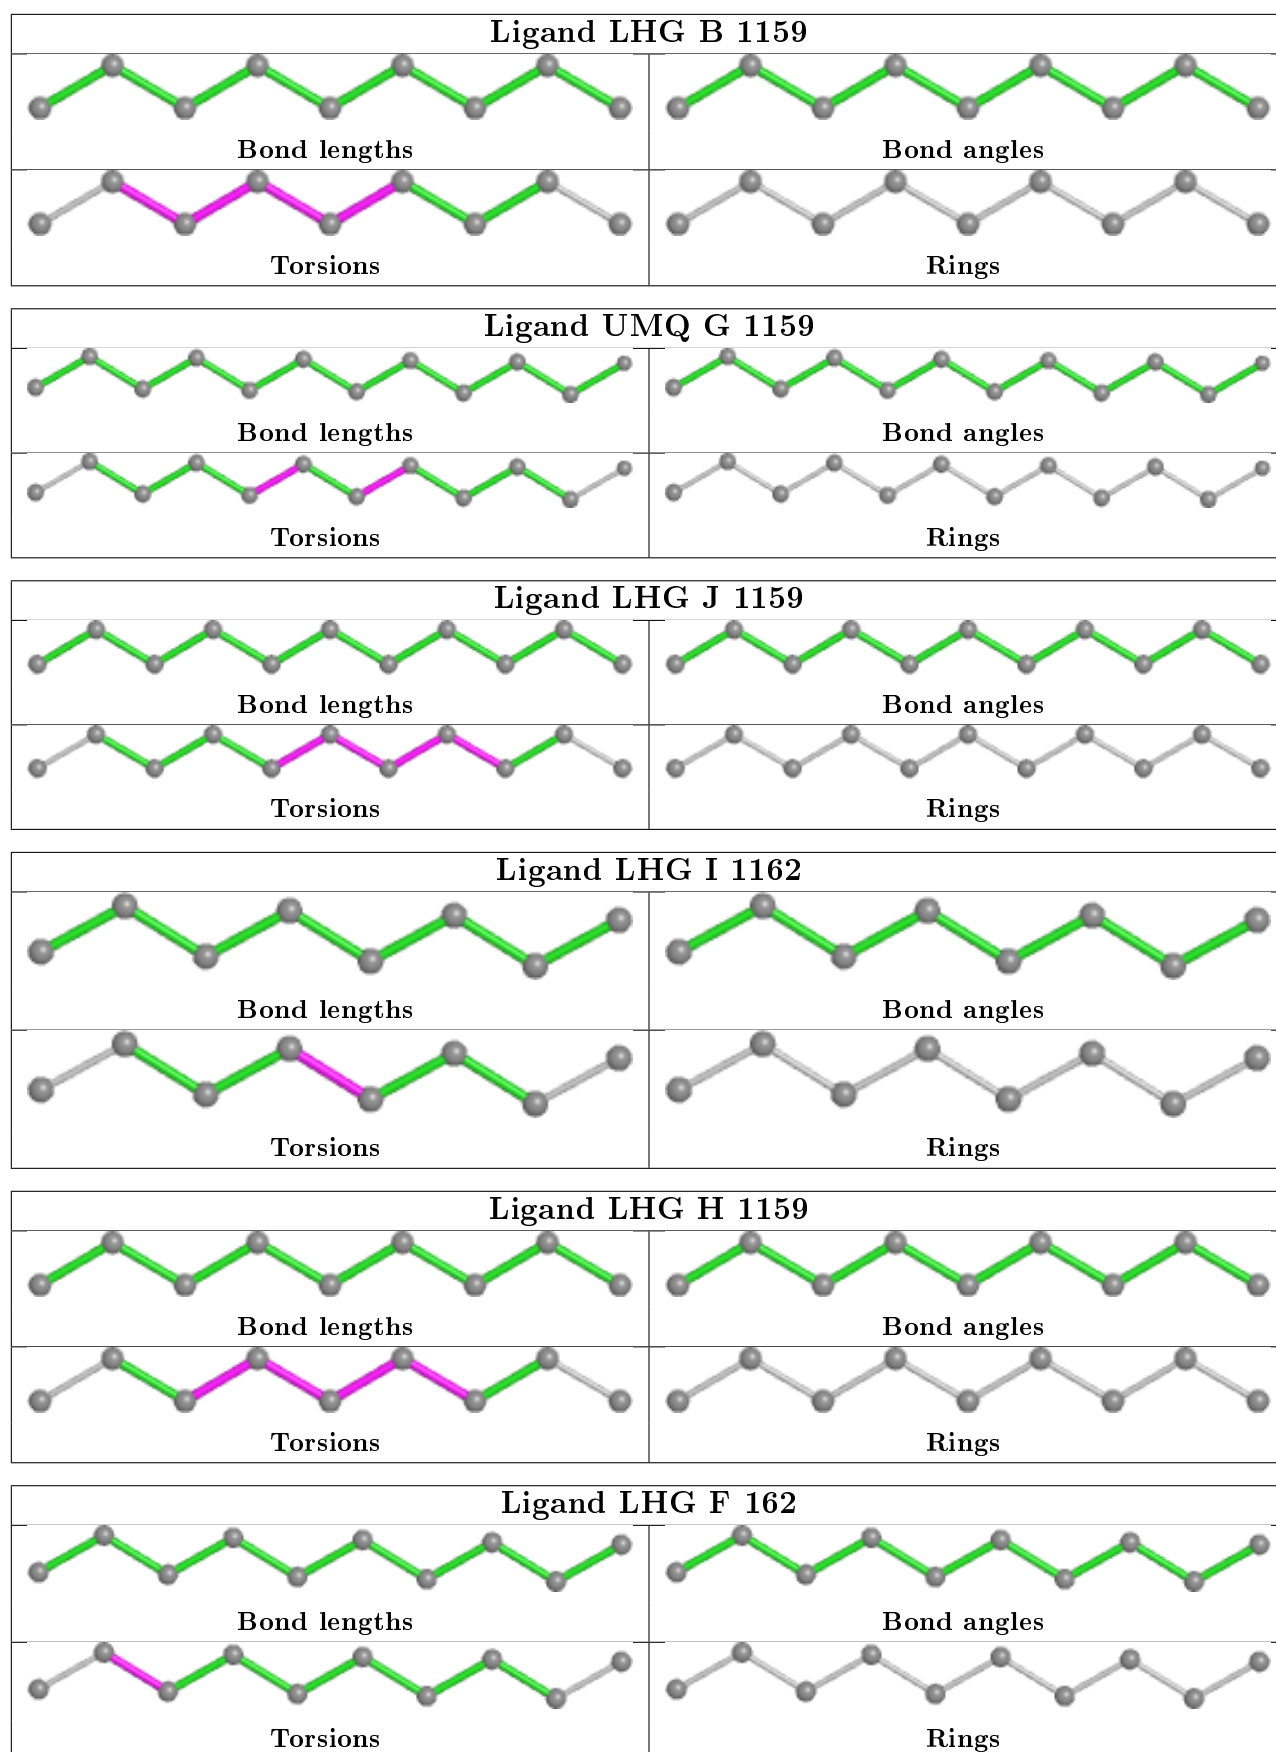 Ligand LHG B 1159
Bond lengths
Bond angles
Torsions
Rings
Ligand UMQ G 1159
Bond lengths
Bond angles
Torsions
Rings
Ligand LHG J 1159
Bond lengths
Bond angles
Torsions
Rings
Ligand LHG I 1162
Bond lengths
Bond angles
Torsions
Rings
Ligand LHG H 1159
Bond lengths
Bond angles
Torsions
Rings
Ligand LHG F 162
Bond lengths
Bond angles
Torsions
Rings